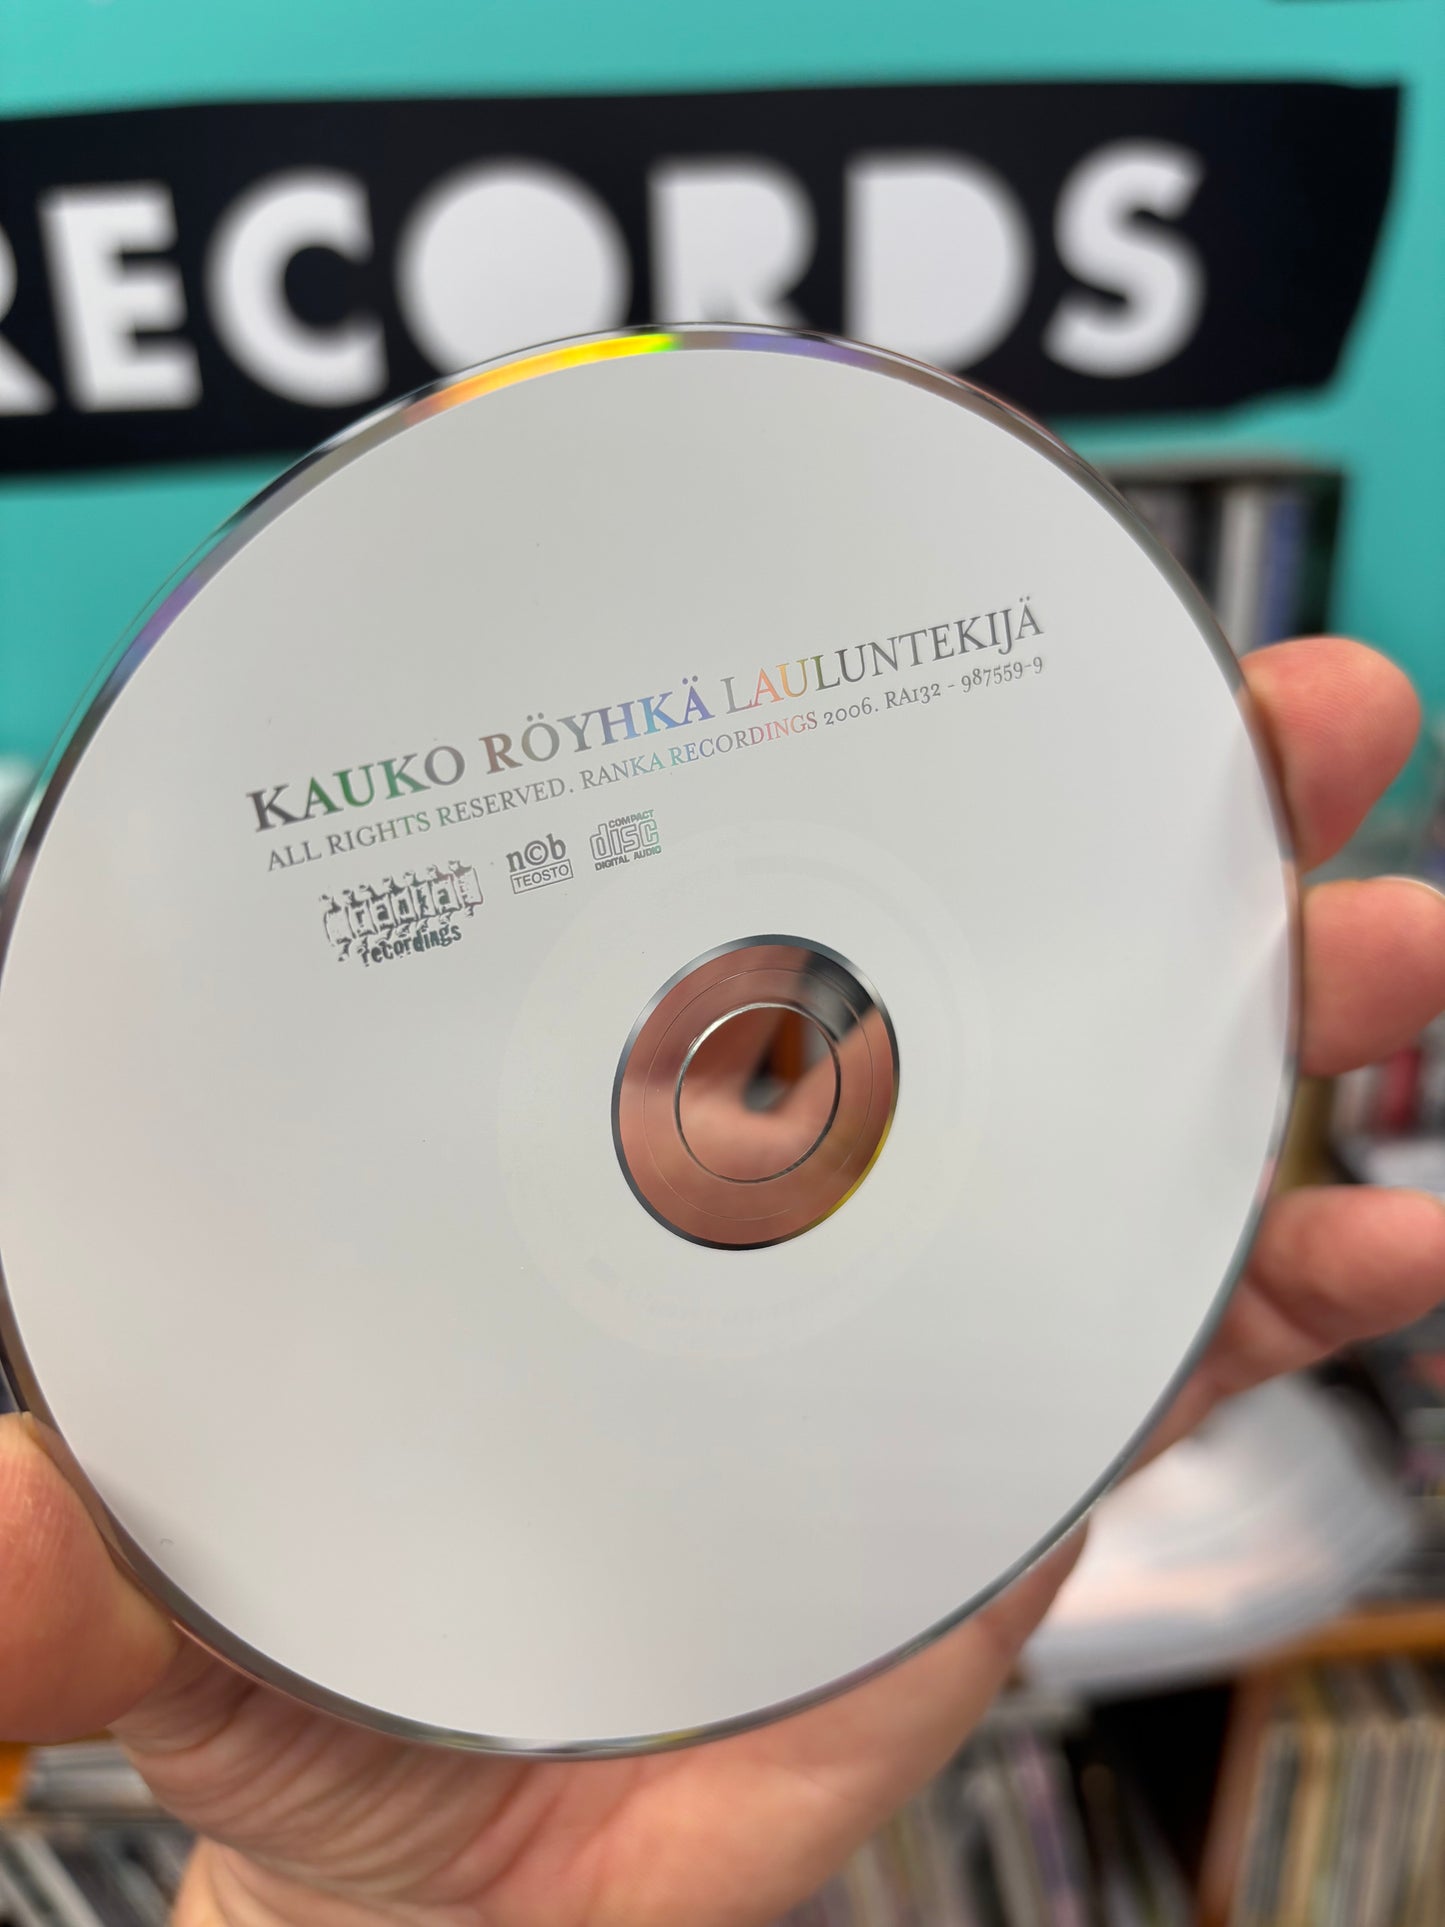 RECORDS
KAUKO RÖYHKÄ LAULUNTEKIJÄ
ALL RIGHTS RESERVED. RANKA RECORDINGS 2006. RA132 - 987559-9
ranka
recordings
n©b
TEOSTO
COMPACT
disc
DIGITAL AUDIO